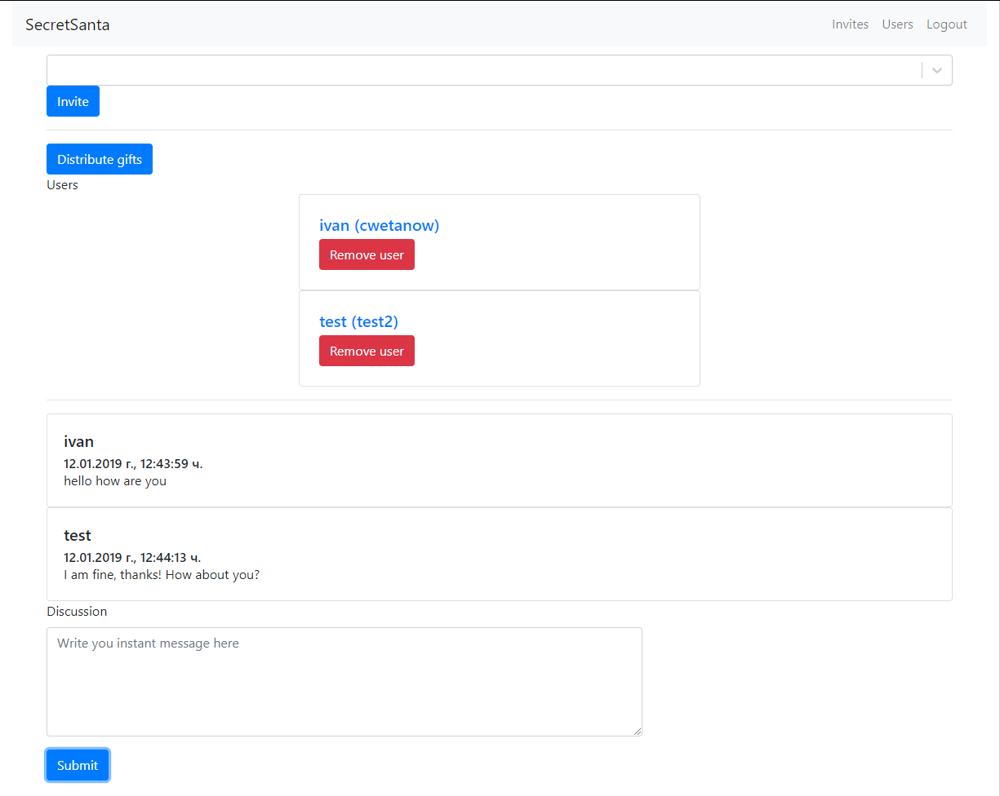 SecretSanta
Invites Users Logout
Invite
Distribute gifts
Users
ivan (cwetanow)
Remove user
test (test2)
Remove user
ivan
12.01.2019 г., 12:43:59 ч.
hello how are you
test
12.01.2019 г., 12:44:13 ч.
I am fine, thanks! How about you?
Discussion
Write you instant message here
Submit